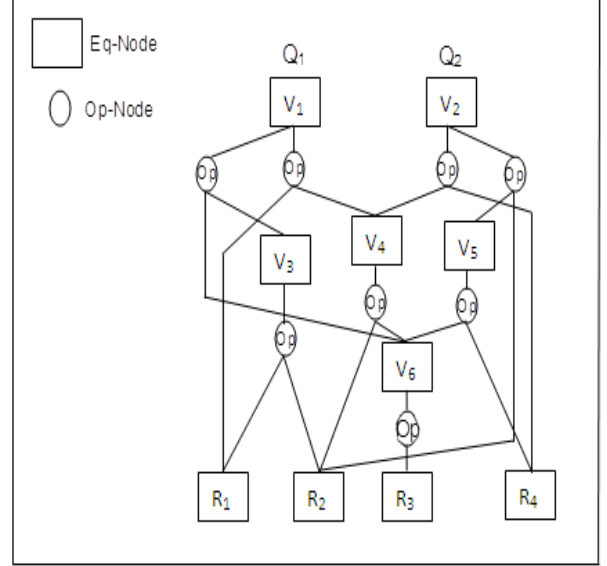 Eq-Node
Op-Node
Q₁ Q₂
V₁ V₂
Op Op Op Op
V₃ V₄ V₅
Op Op Op
V₆
Op
R₁ R₂ R₃ R₄